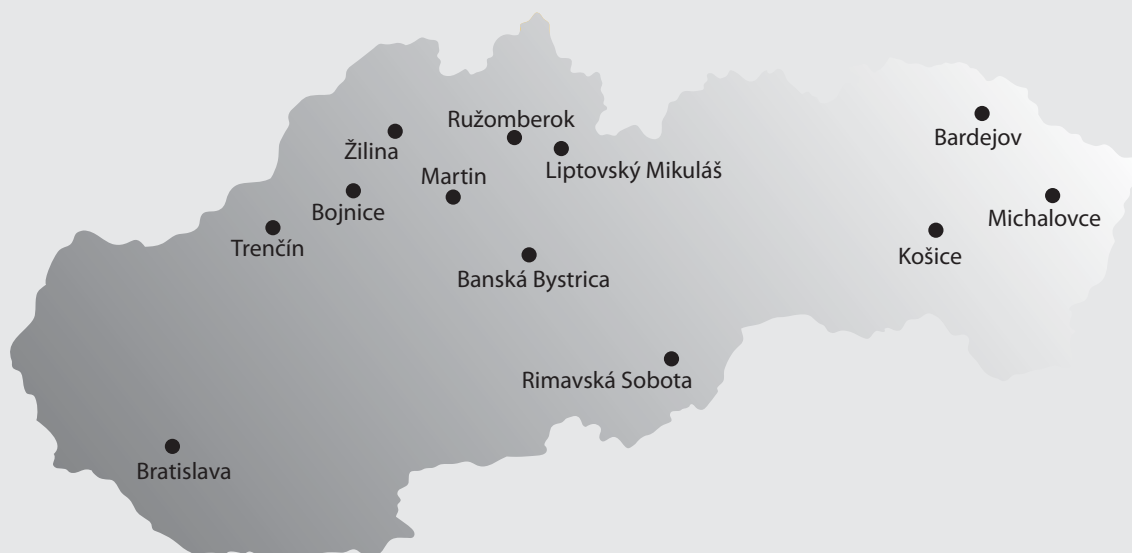 Ružomberok
Bardejov
Žilina
Liptovský Mikuláš
Martin
Bojnice
Michalovce
Trenčín
Košice
Banská Bystrica
Rimavská Sobota
Bratislava